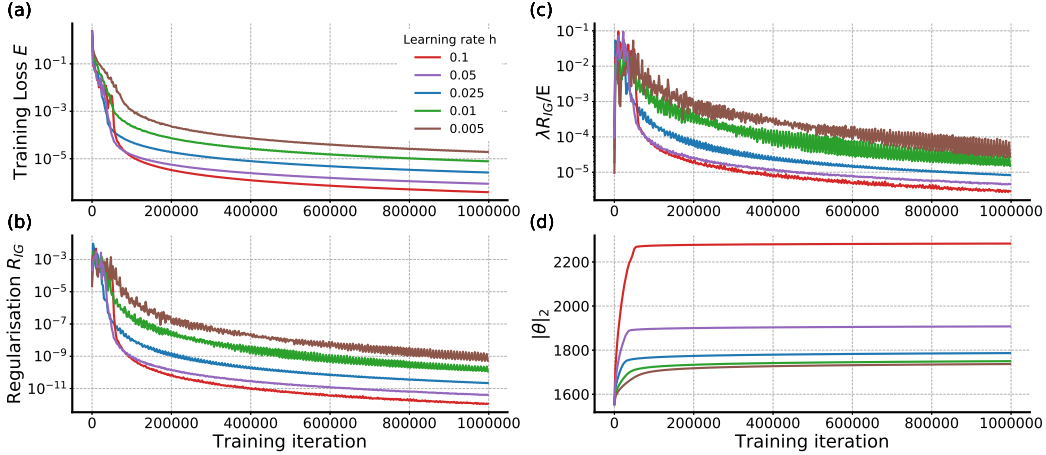 (a)
Training Loss E
10⁻¹
10⁻³
10⁻⁵
0 200000 400000 600000 800000 1000000
Learning rate h
0.1
0.05
0.025
0.01
0.005
(b)
Regularisation R_IG
10⁻³
10⁻⁵
10⁻⁷
10⁻⁹
10⁻¹¹
0 200000 400000 600000 800000 1000000
Training iteration
(c)
λR_IG/E
10⁻¹
10⁻²
10⁻³
10⁻⁴
10⁻⁵
0 200000 400000 600000 800000 1000000
(d)
|θ|₂
2200
2000
1800
1600
0 200000 400000 600000 800000 1000000
Training iteration